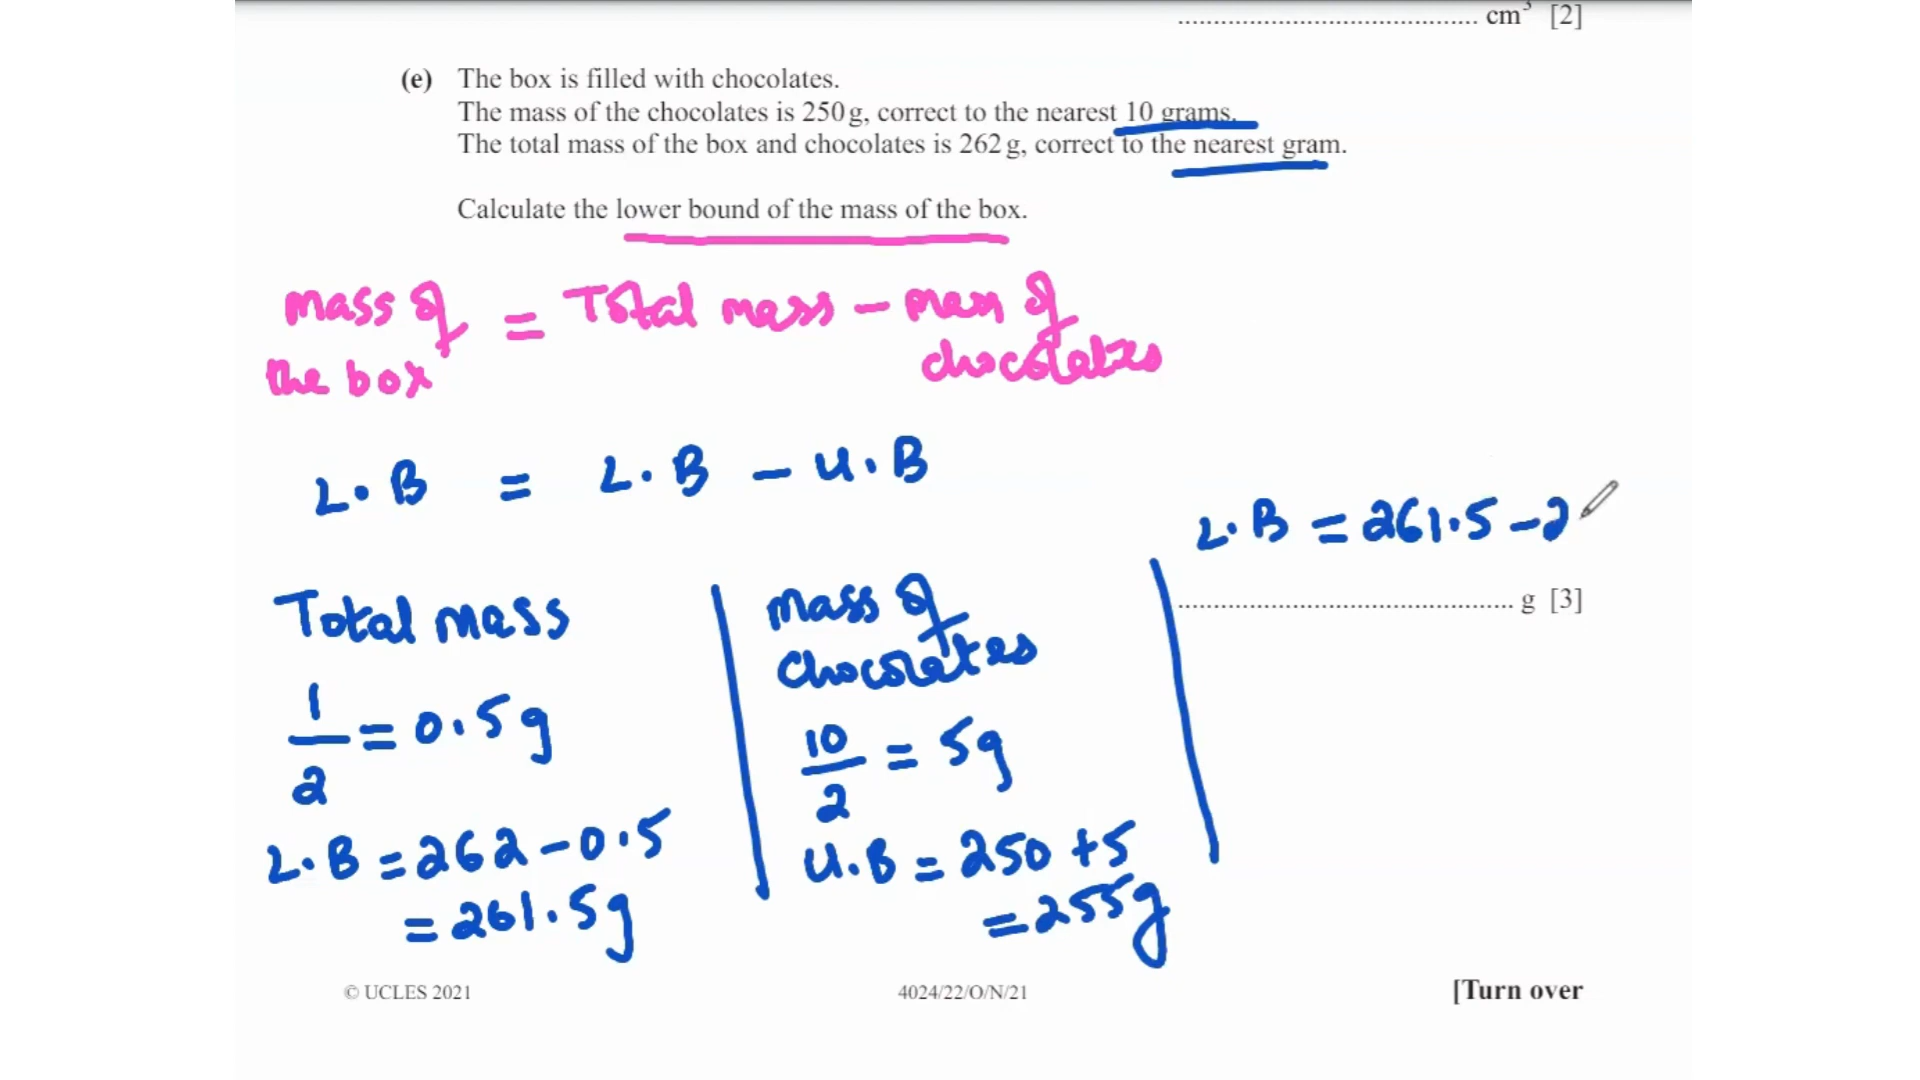 .......................................... cm³ [2]
(e) The box is filled with chocolates.
The mass of the chocolates is 250 g, correct to the nearest 10 grams.
The total mass of the box and chocolates is 262 g, correct to the nearest gram.
Calculate the lower bound of the mass of the box.
mass of the box = Total mass – mass of chocolates
L.B = L.B – U.B
L.B = 261.5 – 2
................................................ g [3]
Total mass
1/2 = 0.5g
L.B = 262 – 0.5
= 261.5g
mass of
chocolates
10/2 = 5g
U.B = 250 + 5
= 255g
© UCLES 2021
4024/22/O/N/21
[Turn over